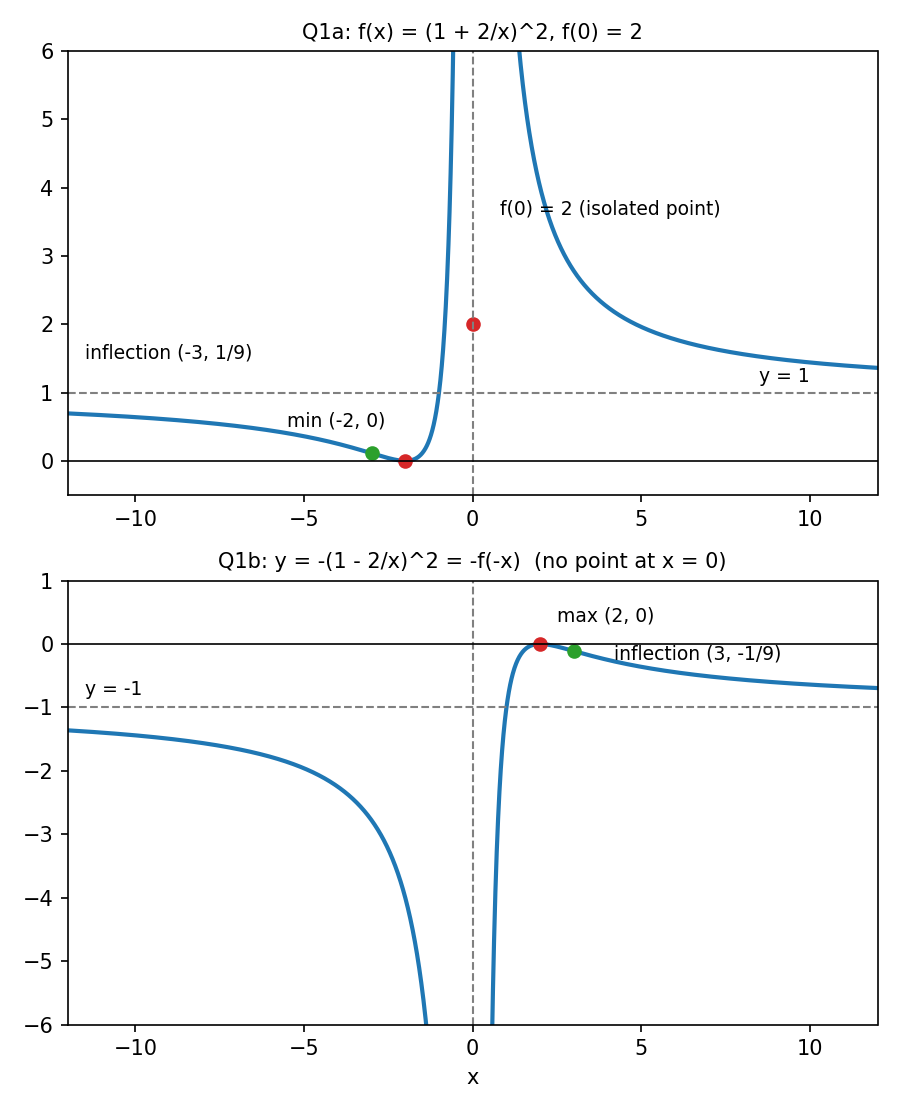 Q1a: f(x) = (1 + 2/x)^2, f(0) = 2
6
5
4
f(0) = 2 (isolated point)
3
2
inflection (-3, 1/9)
y = 1
1
min (-2, 0)
0
−10 −5 0 5 10
Q1b: y = -(1 - 2/x)^2 = -f(-x)  (no point at x = 0)
1
max (2, 0)
0
inflection (3, -1/9)
y = -1
−1
−2
−3
−4
−5
−6
−10 −5 0 5 10
x